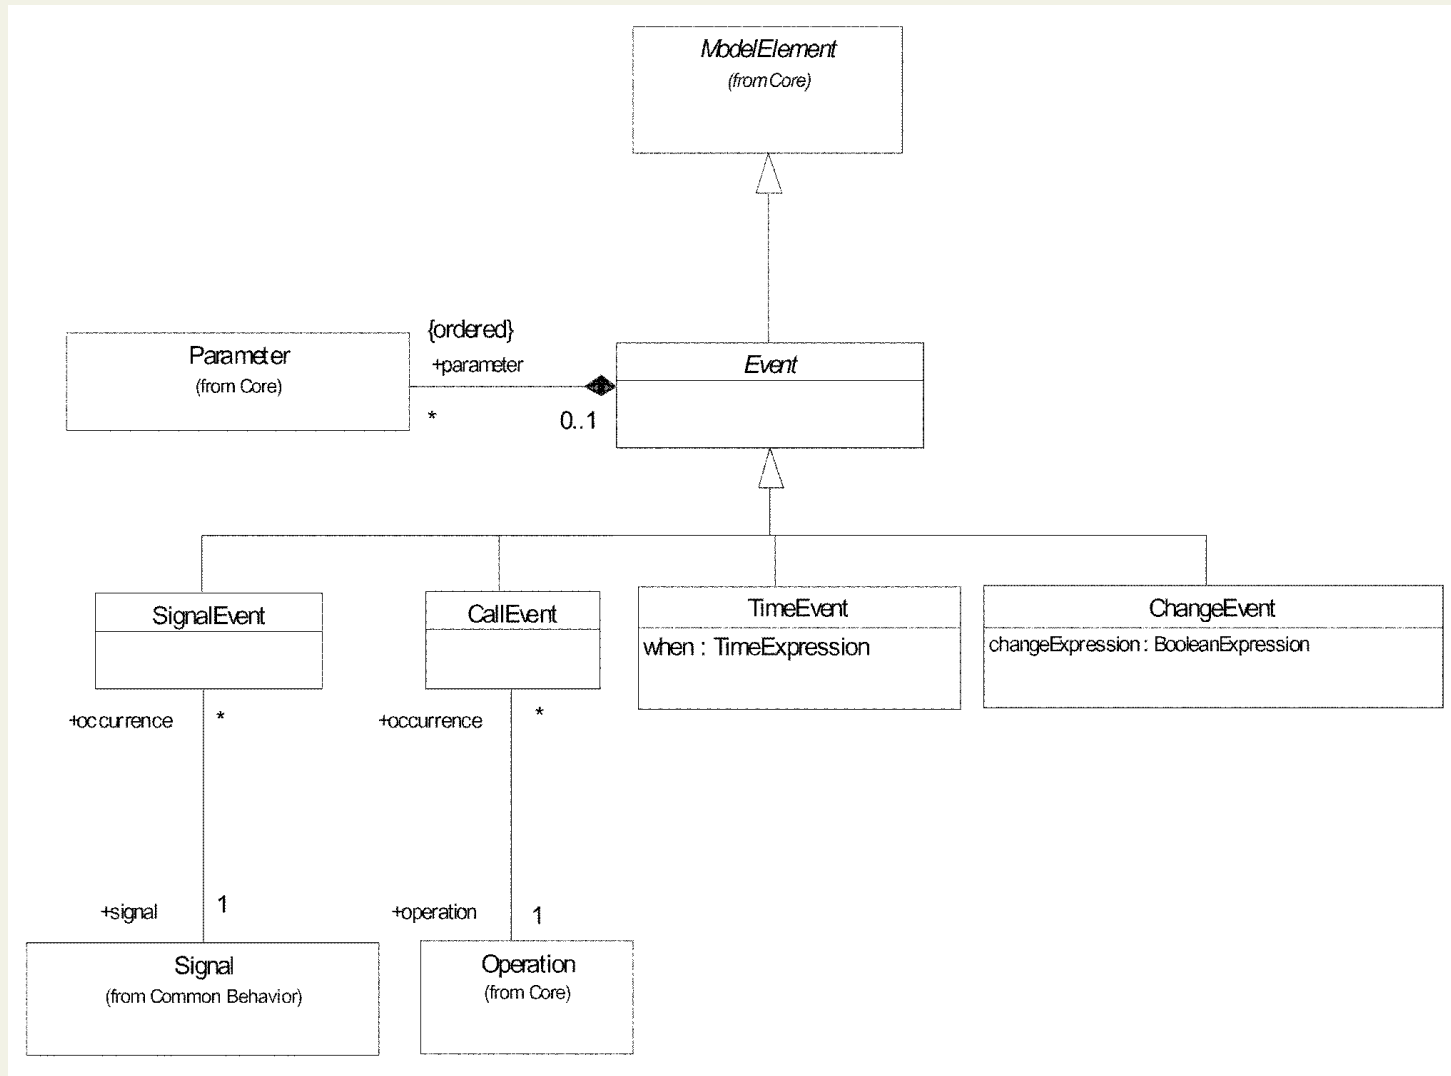 ModelElement
(from Core)
{ordered}
Parameter
(from Core)
+parameter
Event
*
0..1
SignalEvent
CallEvent
TimeEvent
when : TimeExpression
ChangeEvent
changeExpression : BooleanExpression
+occurrence
*
+occurrence
*
+signal
1
+operation
1
Signal
(from Common Behavior)
Operation
(from Core)